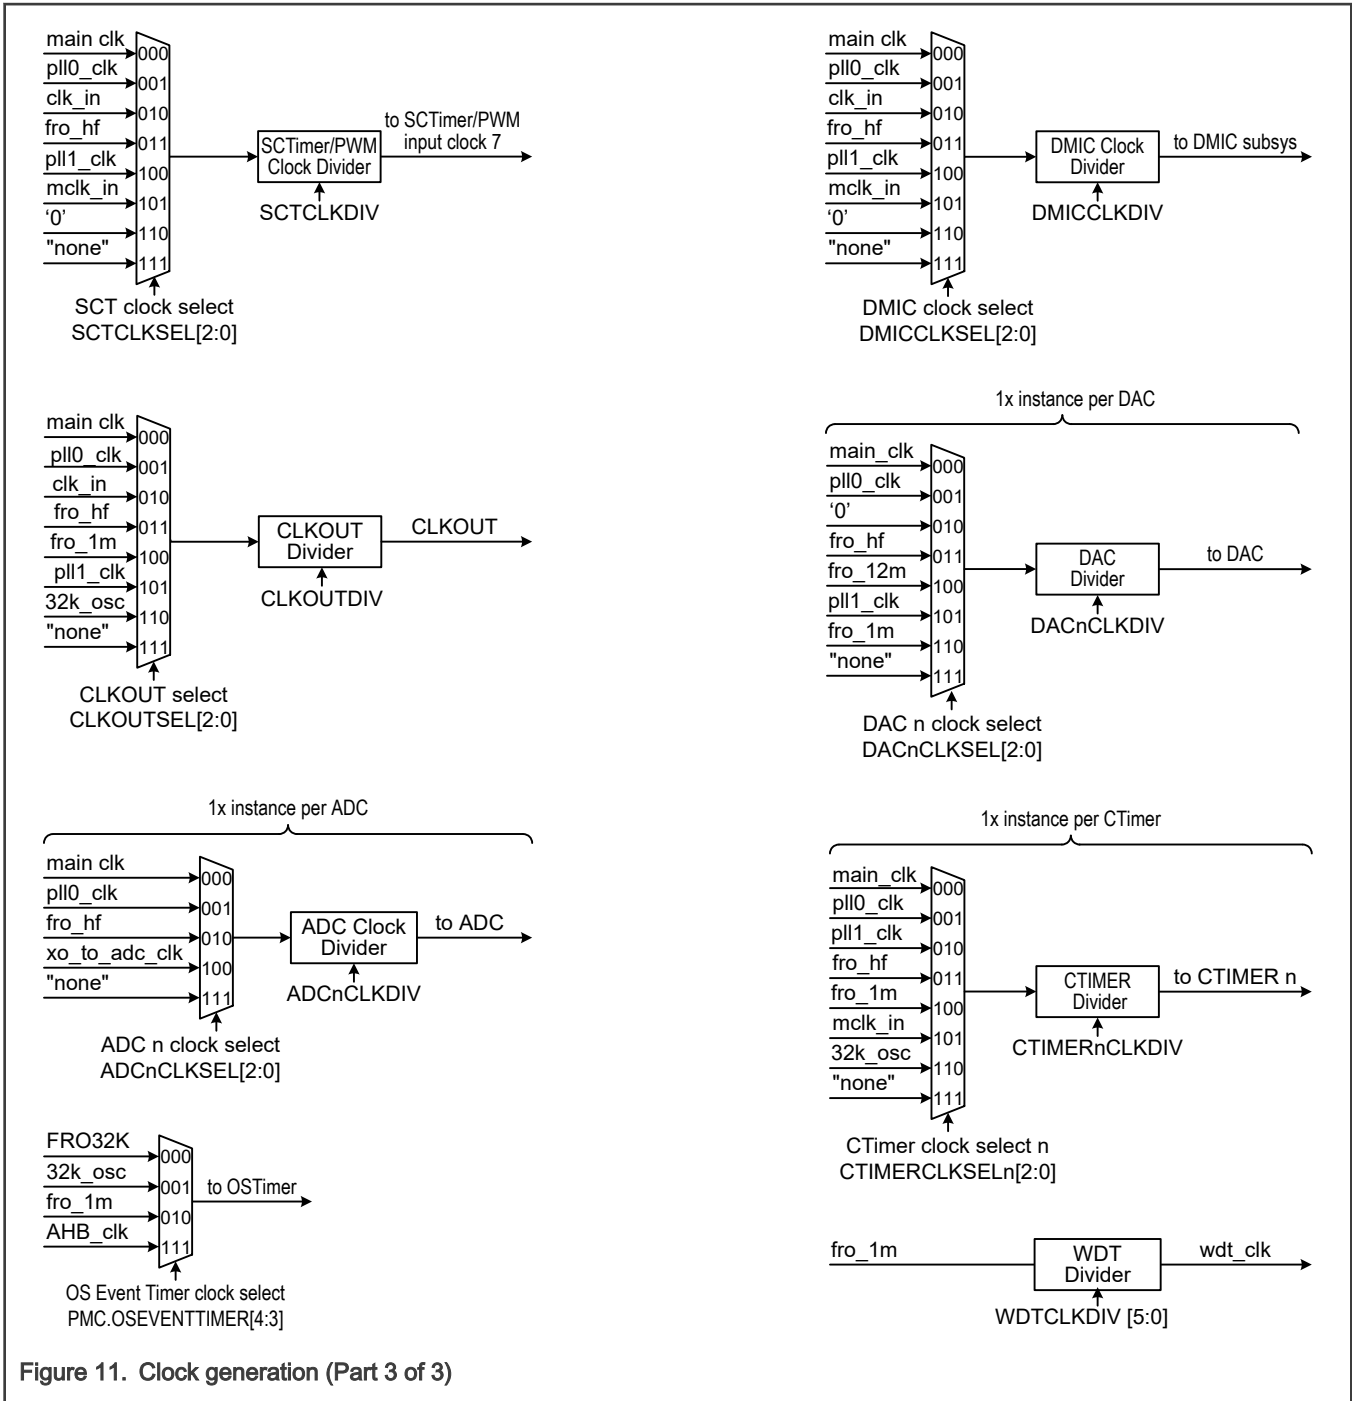 main clk
000
pll0_clk
001
clk_in
010
fro_hf
011
pll1_clk
100
mclk_in
101
‘0’
110
"none"
111
SCTimer/PWM
Clock Divider
to SCTimer/PWM
input clock 7
SCTCLKDIV
SCT clock select
SCTCLKSEL[2:0]
main clk
000
pll0_clk
001
clk_in
010
fro_hf
011
pll1_clk
100
mclk_in
101
‘0’
110
"none"
111
DMIC Clock
Divider
to DMIC subsys
DMICCLKDIV
DMIC clock select
DMICCLKSEL[2:0]
main clk
000
pll0_clk
001
clk_in
010
fro_hf
011
fro_1m
100
pll1_clk
101
32k_osc
110
"none"
111
CLKOUT
Divider
CLKOUT
CLKOUTDIV
CLKOUT select
CLKOUTSEL[2:0]
1x instance per DAC
main_clk
000
pll0_clk
001
‘0’
010
fro_hf
011
fro_12m
100
pll1_clk
101
fro_1m
110
"none"
111
DAC
Divider
to DAC
DACnCLKDIV
DAC n clock select
DACnCLKSEL[2:0]
1x instance per ADC
main clk
000
pll0_clk
001
fro_hf
010
xo_to_adc_clk
100
"none"
111
ADC Clock
Divider
to ADC
ADCnCLKDIV
ADC n clock select
ADCnCLKSEL[2:0]
1x instance per CTimer
main_clk
000
pll0_clk
001
pll1_clk
010
fro_hf
011
fro_1m
100
mclk_in
101
32k_osc
110
"none"
111
CTIMER
Divider
to CTIMER n
CTIMERnCLKDIV
CTimer clock select n
CTIMERCLKSELn[2:0]
FRO32K
000
32k_osc
001
fro_1m
010
AHB_clk
111
to OSTimer
OS Event Timer clock select
PMC.OSEVENTTIMER[4:3]
fro_1m
WDT
Divider
wdt_clk
WDTCLKDIV [5:0]
Figure 11. Clock generation (Part 3 of 3)